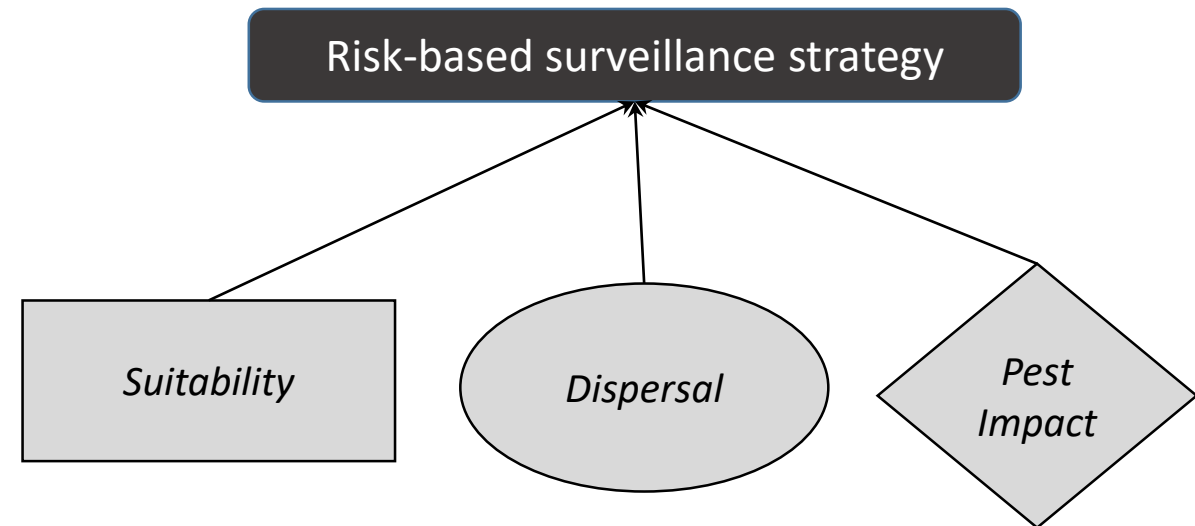 Risk-based surveillance strategy
Suitability
Dispersal
Pest
Impact